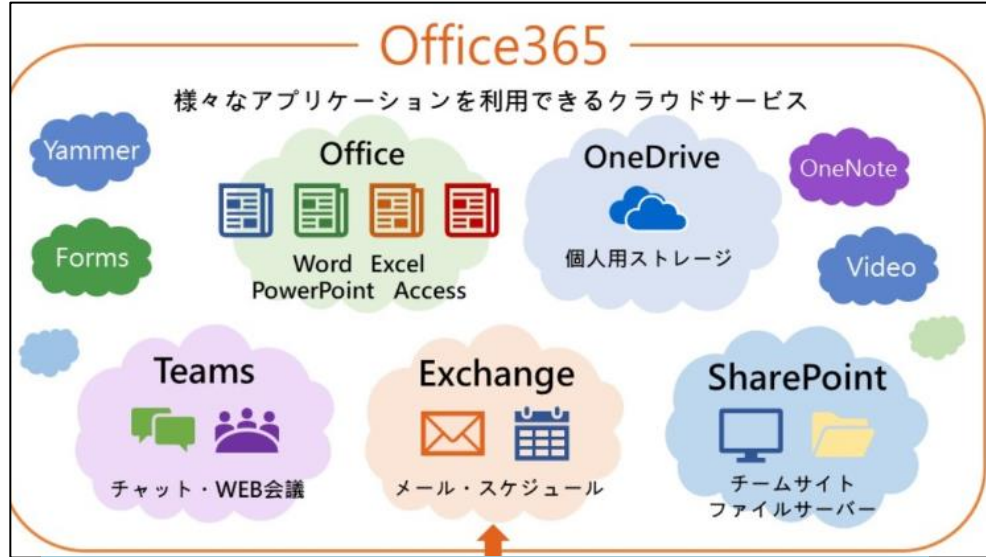 Office365
様々なアプリケーションを利用できるクラウドサービス
Yammer
Office
Word Excel
PowerPoint Access
OneDrive
個人用ストレージ
OneNote
Forms
Video
Teams
チャット・WEB会議
Exchange
メール・スケジュール
SharePoint
チームサイト
ファイルサーバー